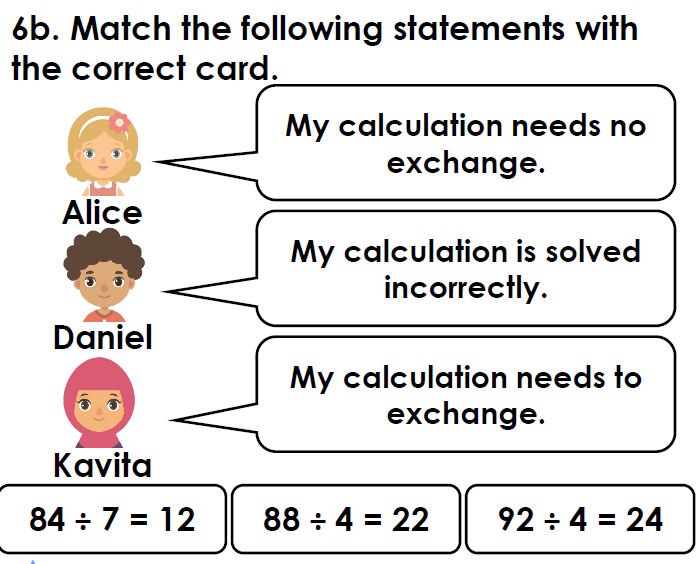 6b. Match the following statements with
the correct card.
My calculation needs no
exchange.
Alice
My calculation is solved
incorrectly.
Daniel
My calculation needs to
exchange.
Kavita
84 ÷ 7 = 12
88 ÷ 4 = 22
92 ÷ 4 = 24